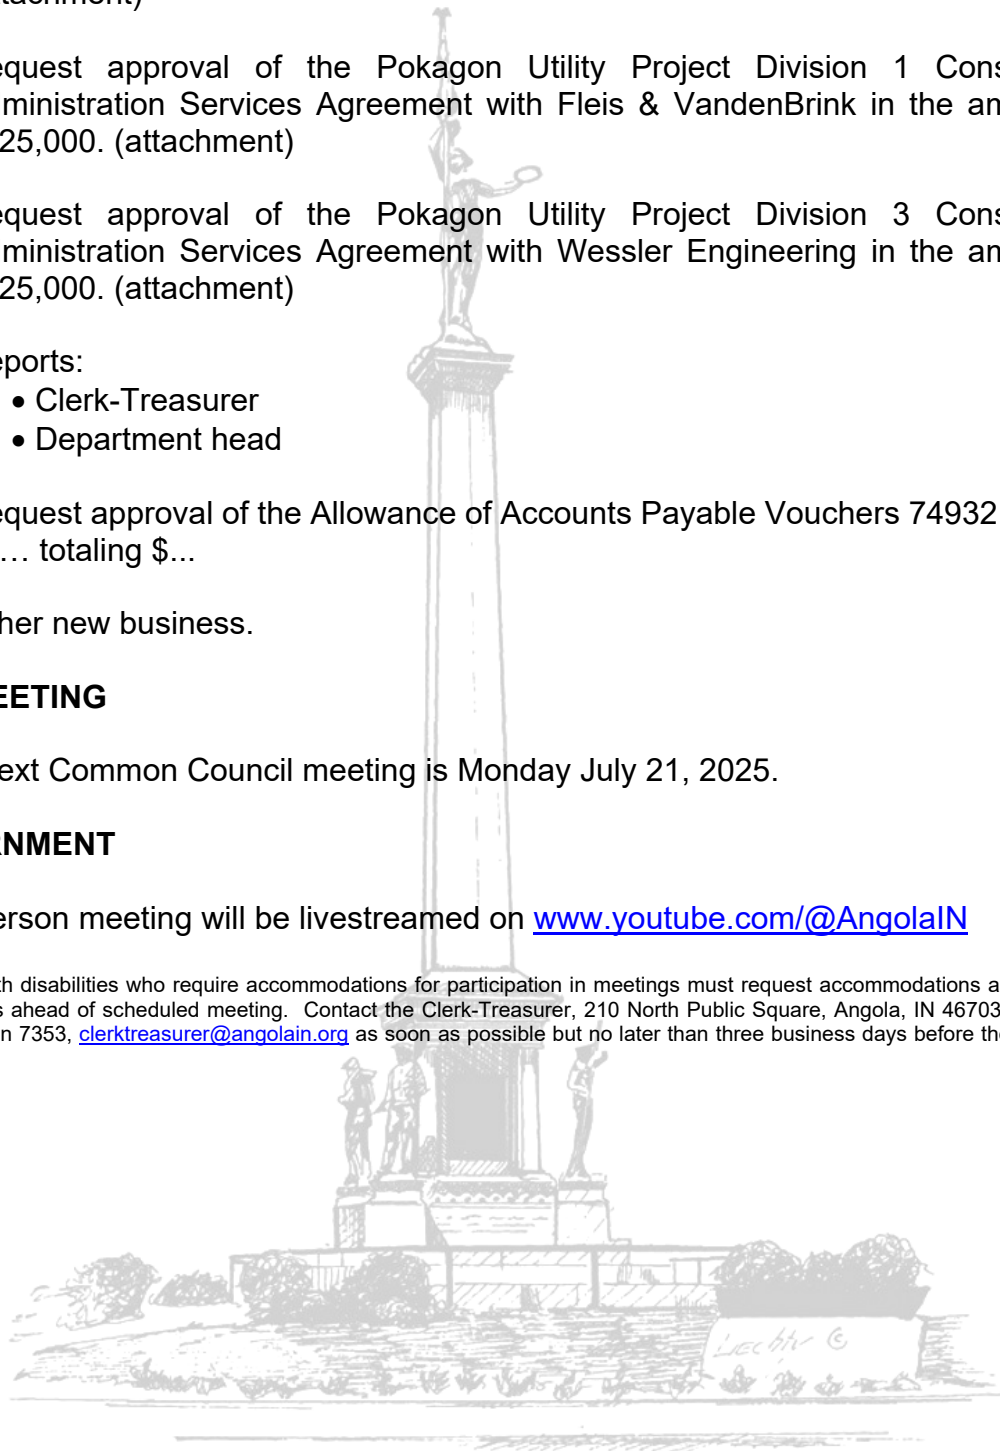 ttachment)
equest approval of the Pokagon Utility Project Division 1 Cons
ministration Services Agreement with Fleis & VandenBrink in the am
25,000. (attachment)
equest approval of the Pokagon Utility Project Division 3 Cons
ministration Services Agreement with Wessler Engineering in the am
25,000. (attachment)
eports:
• Clerk-Treasurer
• Department head
equest approval of the Allowance of Accounts Payable Vouchers 74932
… totaling $...
her new business.
EETING
ext Common Council meeting is Monday July 21, 2025.
RNMENT
erson meeting will be livestreamed on www.youtube.com/@AngolaIN
th disabilities who require accommodations for participation in meetings must request accommodations a
s ahead of scheduled meeting. Contact the Clerk-Treasurer, 210 North Public Square, Angola, IN 46703
n 7353, clerktreasurer@angolain.org as soon as possible but no later than three business days before the
©